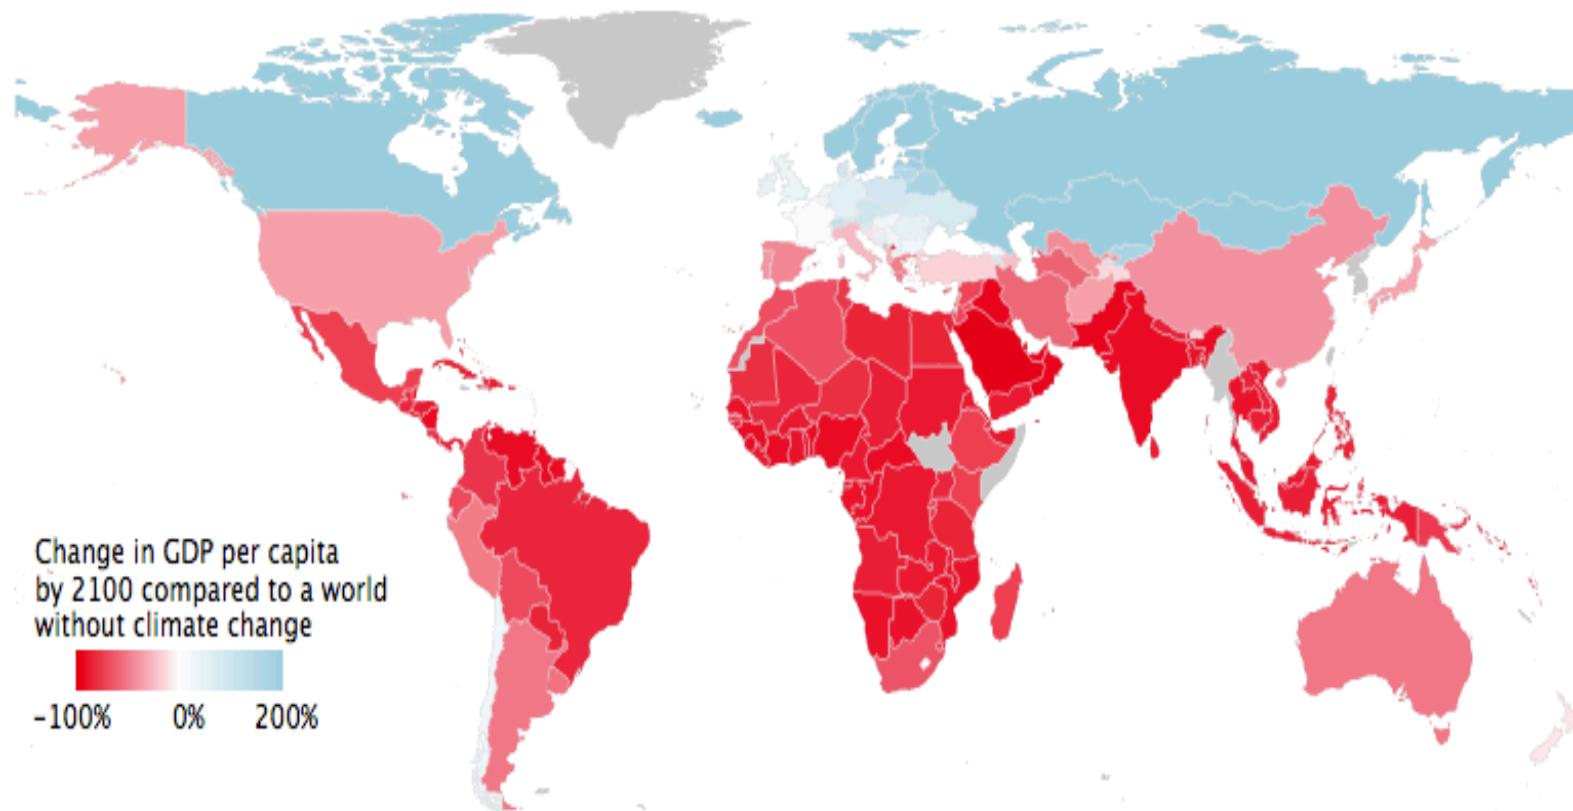 Change in GDP per capita
by 2100 compared to a world
without climate change
-100% 0% 200%